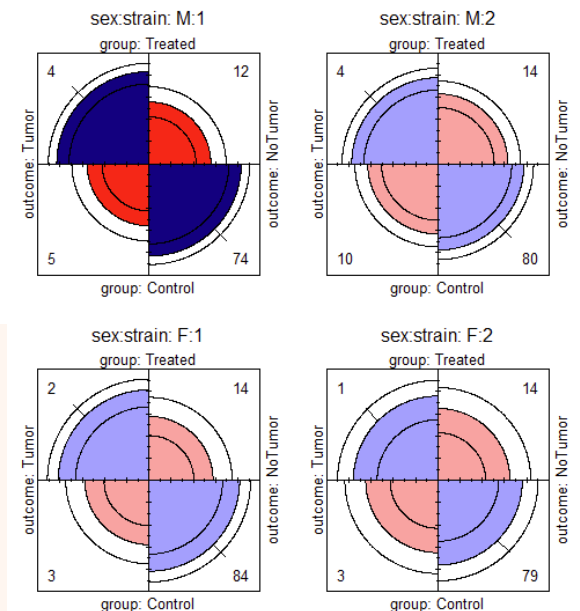 sex:strain: M:1
group: Treated
4
12
outcome: Tumor
outcome: NoTumor
5
74
group: Control
sex:strain: M:2
group: Treated
4
14
outcome: Tumor
outcome: NoTumor
10
80
group: Control
sex:strain: F:1
group: Treated
2
14
outcome: Tumor
outcome: NoTumor
3
84
group: Control
sex:strain: F:2
group: Treated
1
14
outcome: Tumor
outcome: NoTumor
3
79
group: Control